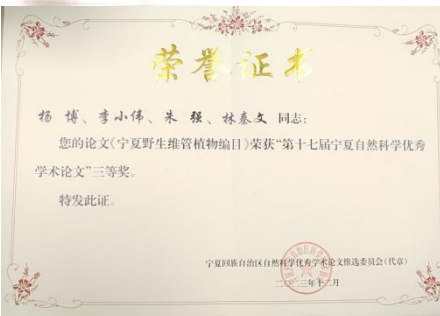 荣誉证书
杨 博、李小伟、朱 强、林秦文 同志：
您的论文《宁夏野生维管植物编目》荣获“第十七届宁夏自然科学优秀
学术论文”三等奖。
特发此证。
宁夏回族自治区自然科学优秀学术论文推选委员会（代章）
二〇二三年十二月